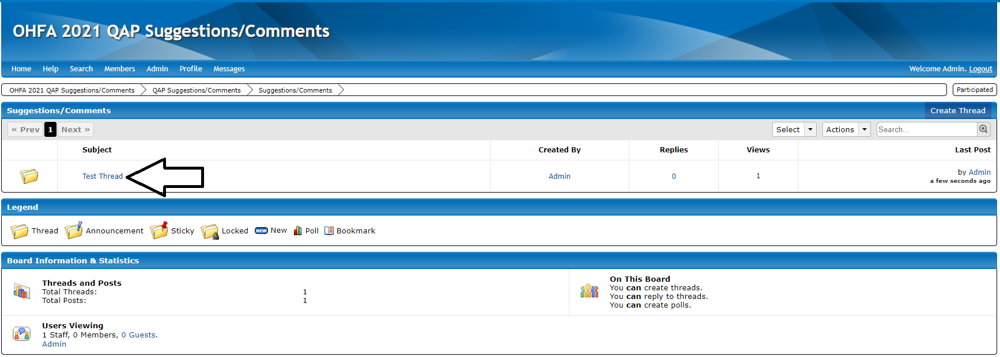 OHFA 2021 QAP Suggestions/Comments
Home Help Search Members Admin Profile Messages Welcome Admin. Logout
OHFA 2021 QAP Suggestions/Comments QAP Suggestions/Comments Suggestions/Comments Participated
Suggestions/Comments Create Thread
« Prev 1 Next » Select Actions Search...
Subject Created By Replies Views Last Post
Test Thread Admin 0 1 by Admin
a few seconds ago
Legend
Thread Announcement Sticky Locked NEW New Poll Bookmark
Board Information & Statistics
Threads and Posts
Total Threads: 1
Total Posts: 1
On This Board
You can create threads.
You can reply to threads.
You can create polls.
Users Viewing
1 Staff, 0 Members, 0 Guests.
Admin